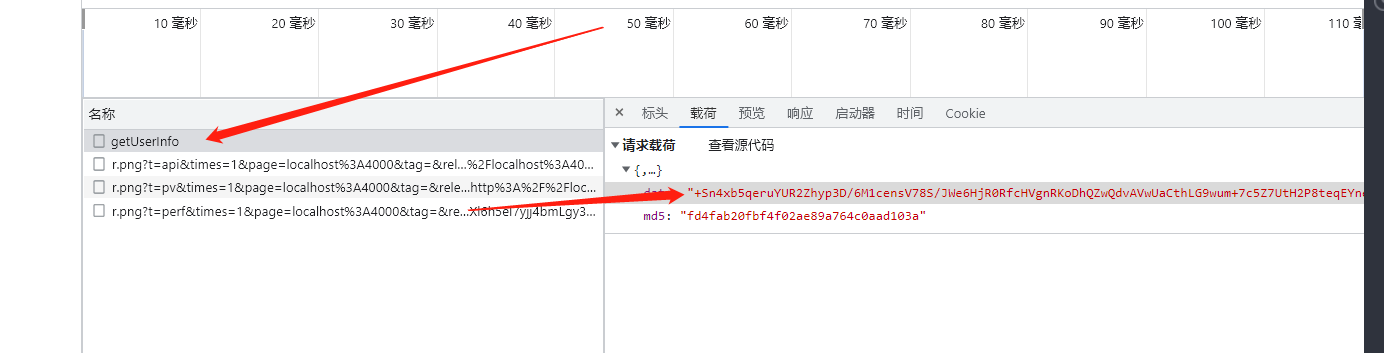 10 毫秒 20 毫秒 30 毫秒 40 毫秒 50 毫秒 60 毫秒 70 毫秒 80 毫秒 90 毫秒 100 毫秒 110
名称
× 标头 载荷 预览 响应 启动器 时间 Cookie
getUserInfo
▼请求载荷 查看源代码
r.png?t=api&times=1&page=localhost%3A4000&tag=&rel...%2Flocalhost%3A40...
▼{,…}
r.png?t=pv&times=1&page=localhost%3A4000&tag=&rele...http%3A%2F%2Floc...
"+Sn4xb5qeruYUR2Zhyp3D/6M1censV78S/JWe6HjR0RfcHVgnRKoDhQZwQdvAVwUaCthLG9wum+7c5Z7UtH2P8teqEYn
r.png?t=perf&times=1&page=localhost%3A4000&tag=&re...
md5: "fd4fab20fbf4f02ae89a764c0aad103a"